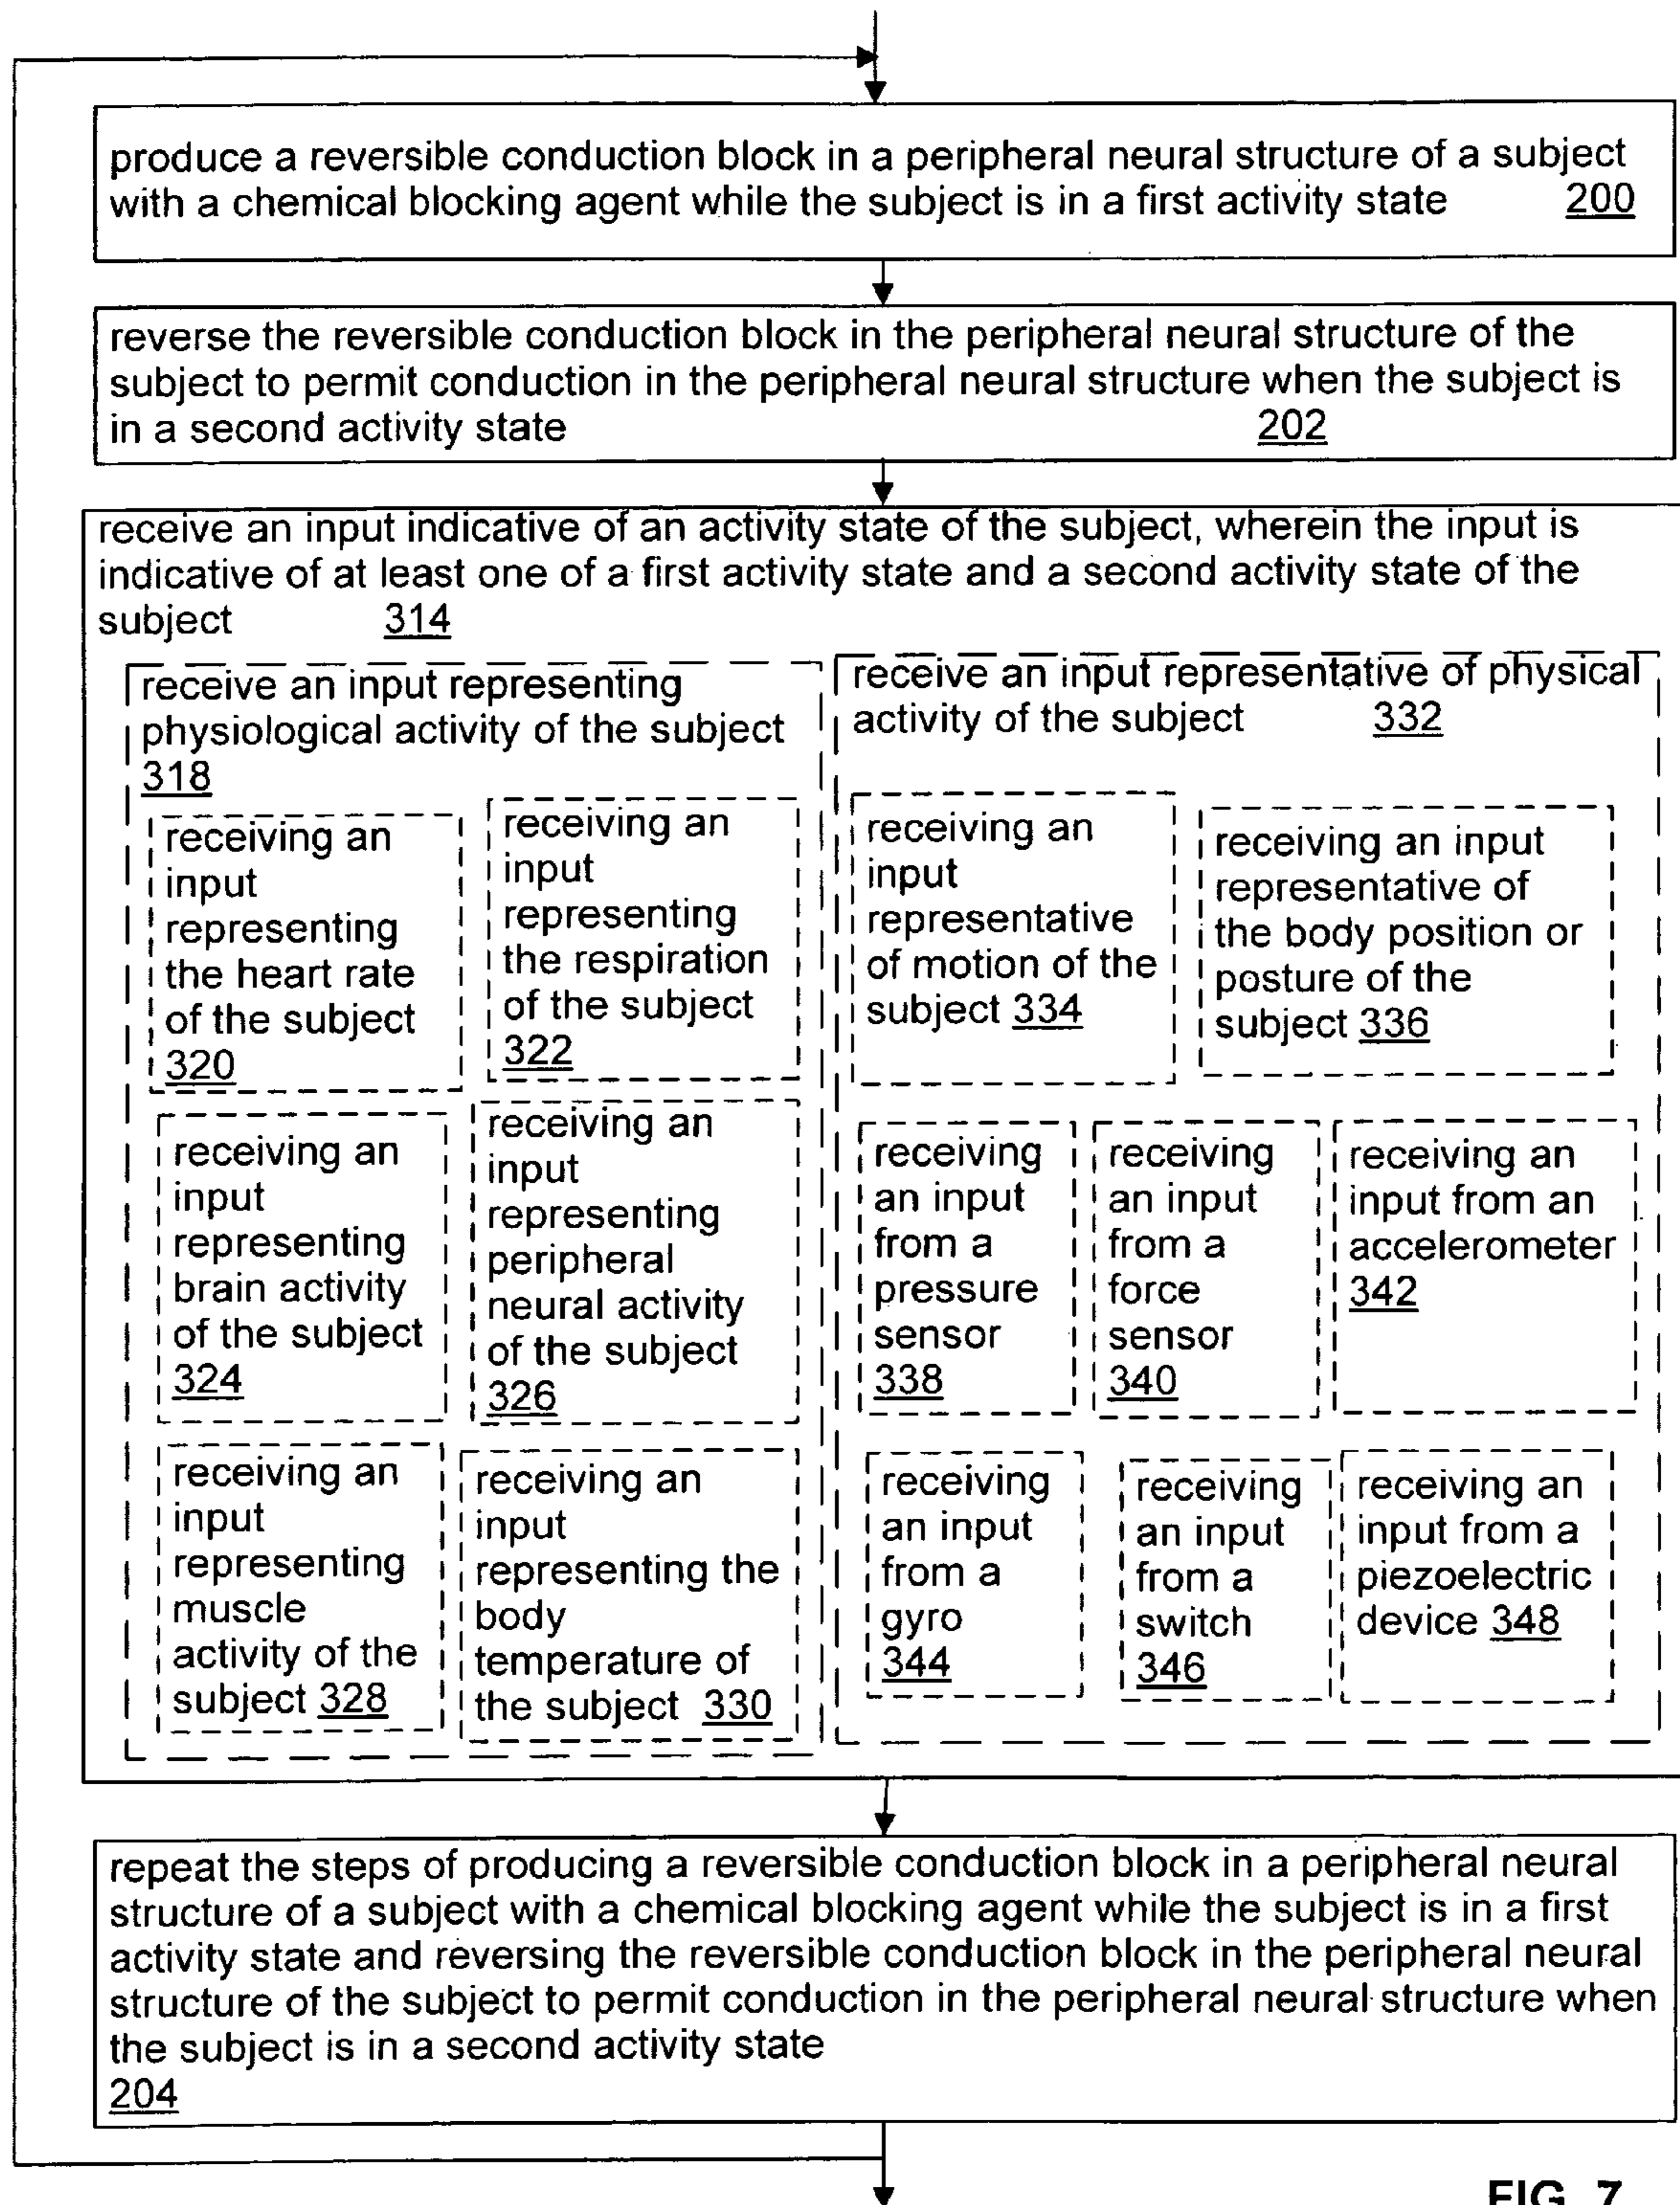 produce a reversible conduction block in a peripheral neural structure of a subject
with a chemical blocking agent while the subject is in a first activity state 200
reverse the reversible conduction block in the peripheral neural structure of the
subject to permit conduction in the peripheral neural structure when the subject is
in a second activity state 202
receive an input indicative of an activity state of the subject, wherein the input is
indicative of at least one of a first activity state and a second activity state of the
subject 314
receive an input representing
physiological activity of the subject
318
receiving an
input
representing
the heart rate
of the subject
320
receiving an
input
representing
the respiration
of the subject
322
receiving an
input
representing
brain activity
of the subject
324
receiving an
input
representing
peripheral
neural activity
of the subject
326
receiving an
input
representing
muscle
activity of the
subject 328
receiving an
input
representing the
body
temperature of
the subject 330
receive an input representative of physical
activity of the subject 332
receiving an
input
representative
of motion of the
subject 334
receiving an input
representative of
the body position or
posture of the
subject 336
receiving
an input
from a
pressure
sensor
338
receiving
an input
from a
force
sensor
340
receiving an
input from an
accelerometer
342
receiving
an input
from a
gyro
344
receiving
an input
from a
switch
346
receiving an
input from a
piezoelectric
device 348
repeat the steps of producing a reversible conduction block in a peripheral neural
structure of a subject with a chemical blocking agent while the subject is in a first
activity state and reversing the reversible conduction block in the peripheral neural
structure of the subject to permit conduction in the peripheral neural structure when
the subject is in a second activity state
204
FIG. 7